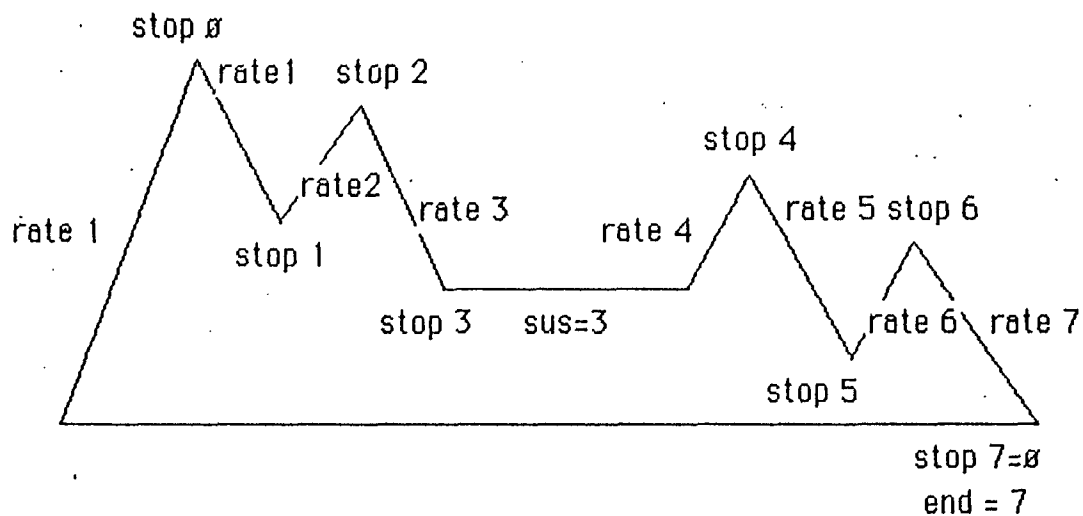 stop ø
rate1
stop 2
stop 4
rate2
rate 3
rate 5
stop 6
rate 1
stop 1
rate 4
stop 3
sus=3
rate 6
rate 7
stop 5
stop 7=ø
end = 7